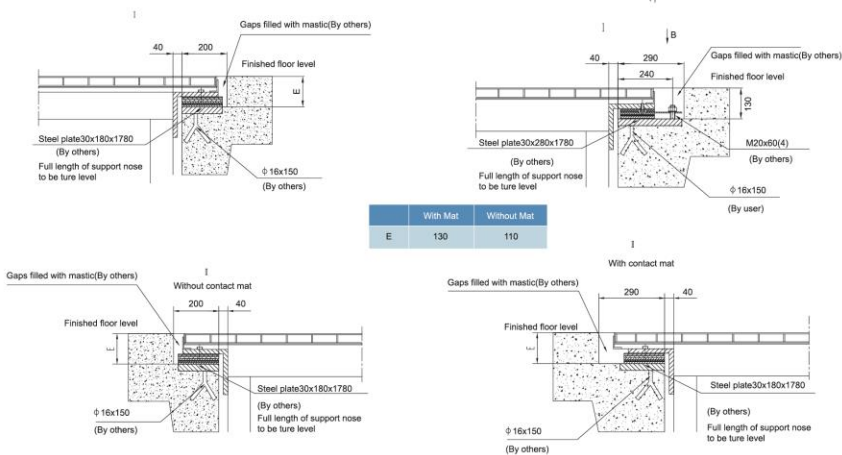 I
Gaps filled with mastic(By others)
40
200
Finished floor level
E
Steel plate30x180x1780
(By others)
Full length of support nose
to be ture level
ϕ16x150
(By others)
B
40
290
240
Gaps filled with mastic(By others)
Finished floor level
130
Steel plate30x280x1780
(By others)
Full length of support nose
to be ture level
M20x60(4)
(By others)
ϕ16x150
(By user)
With Mat
Without Mat
E
130
110
I
Without contact mat
Gaps filled with mastic(By others)
200
40
Finished floor level
E
Steel plate30x180x1780
(By others)
Full length of support nose
to be ture level
ϕ16x150
(By others)
I
With contact mat
Gaps filled with mastic(By others)
290
40
Finished floor level
E
Steel plate30x180x1780
(By others)
Full length of support nose
to be ture level
ϕ16x150
(By others)